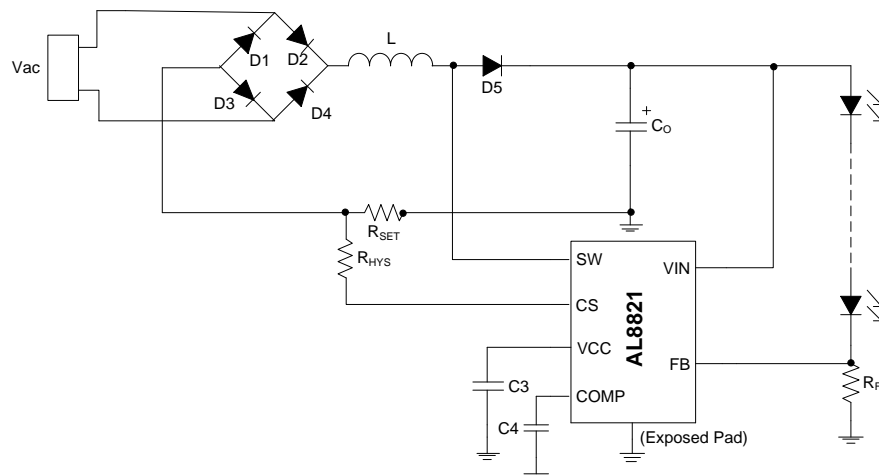 L
Vac
D1
D2
D3
D4
D5
+
CO
RSET
RHYS
SW
VIN
CS
AL8821
VCC
FB
COMP
C3
C4
(Exposed Pad)